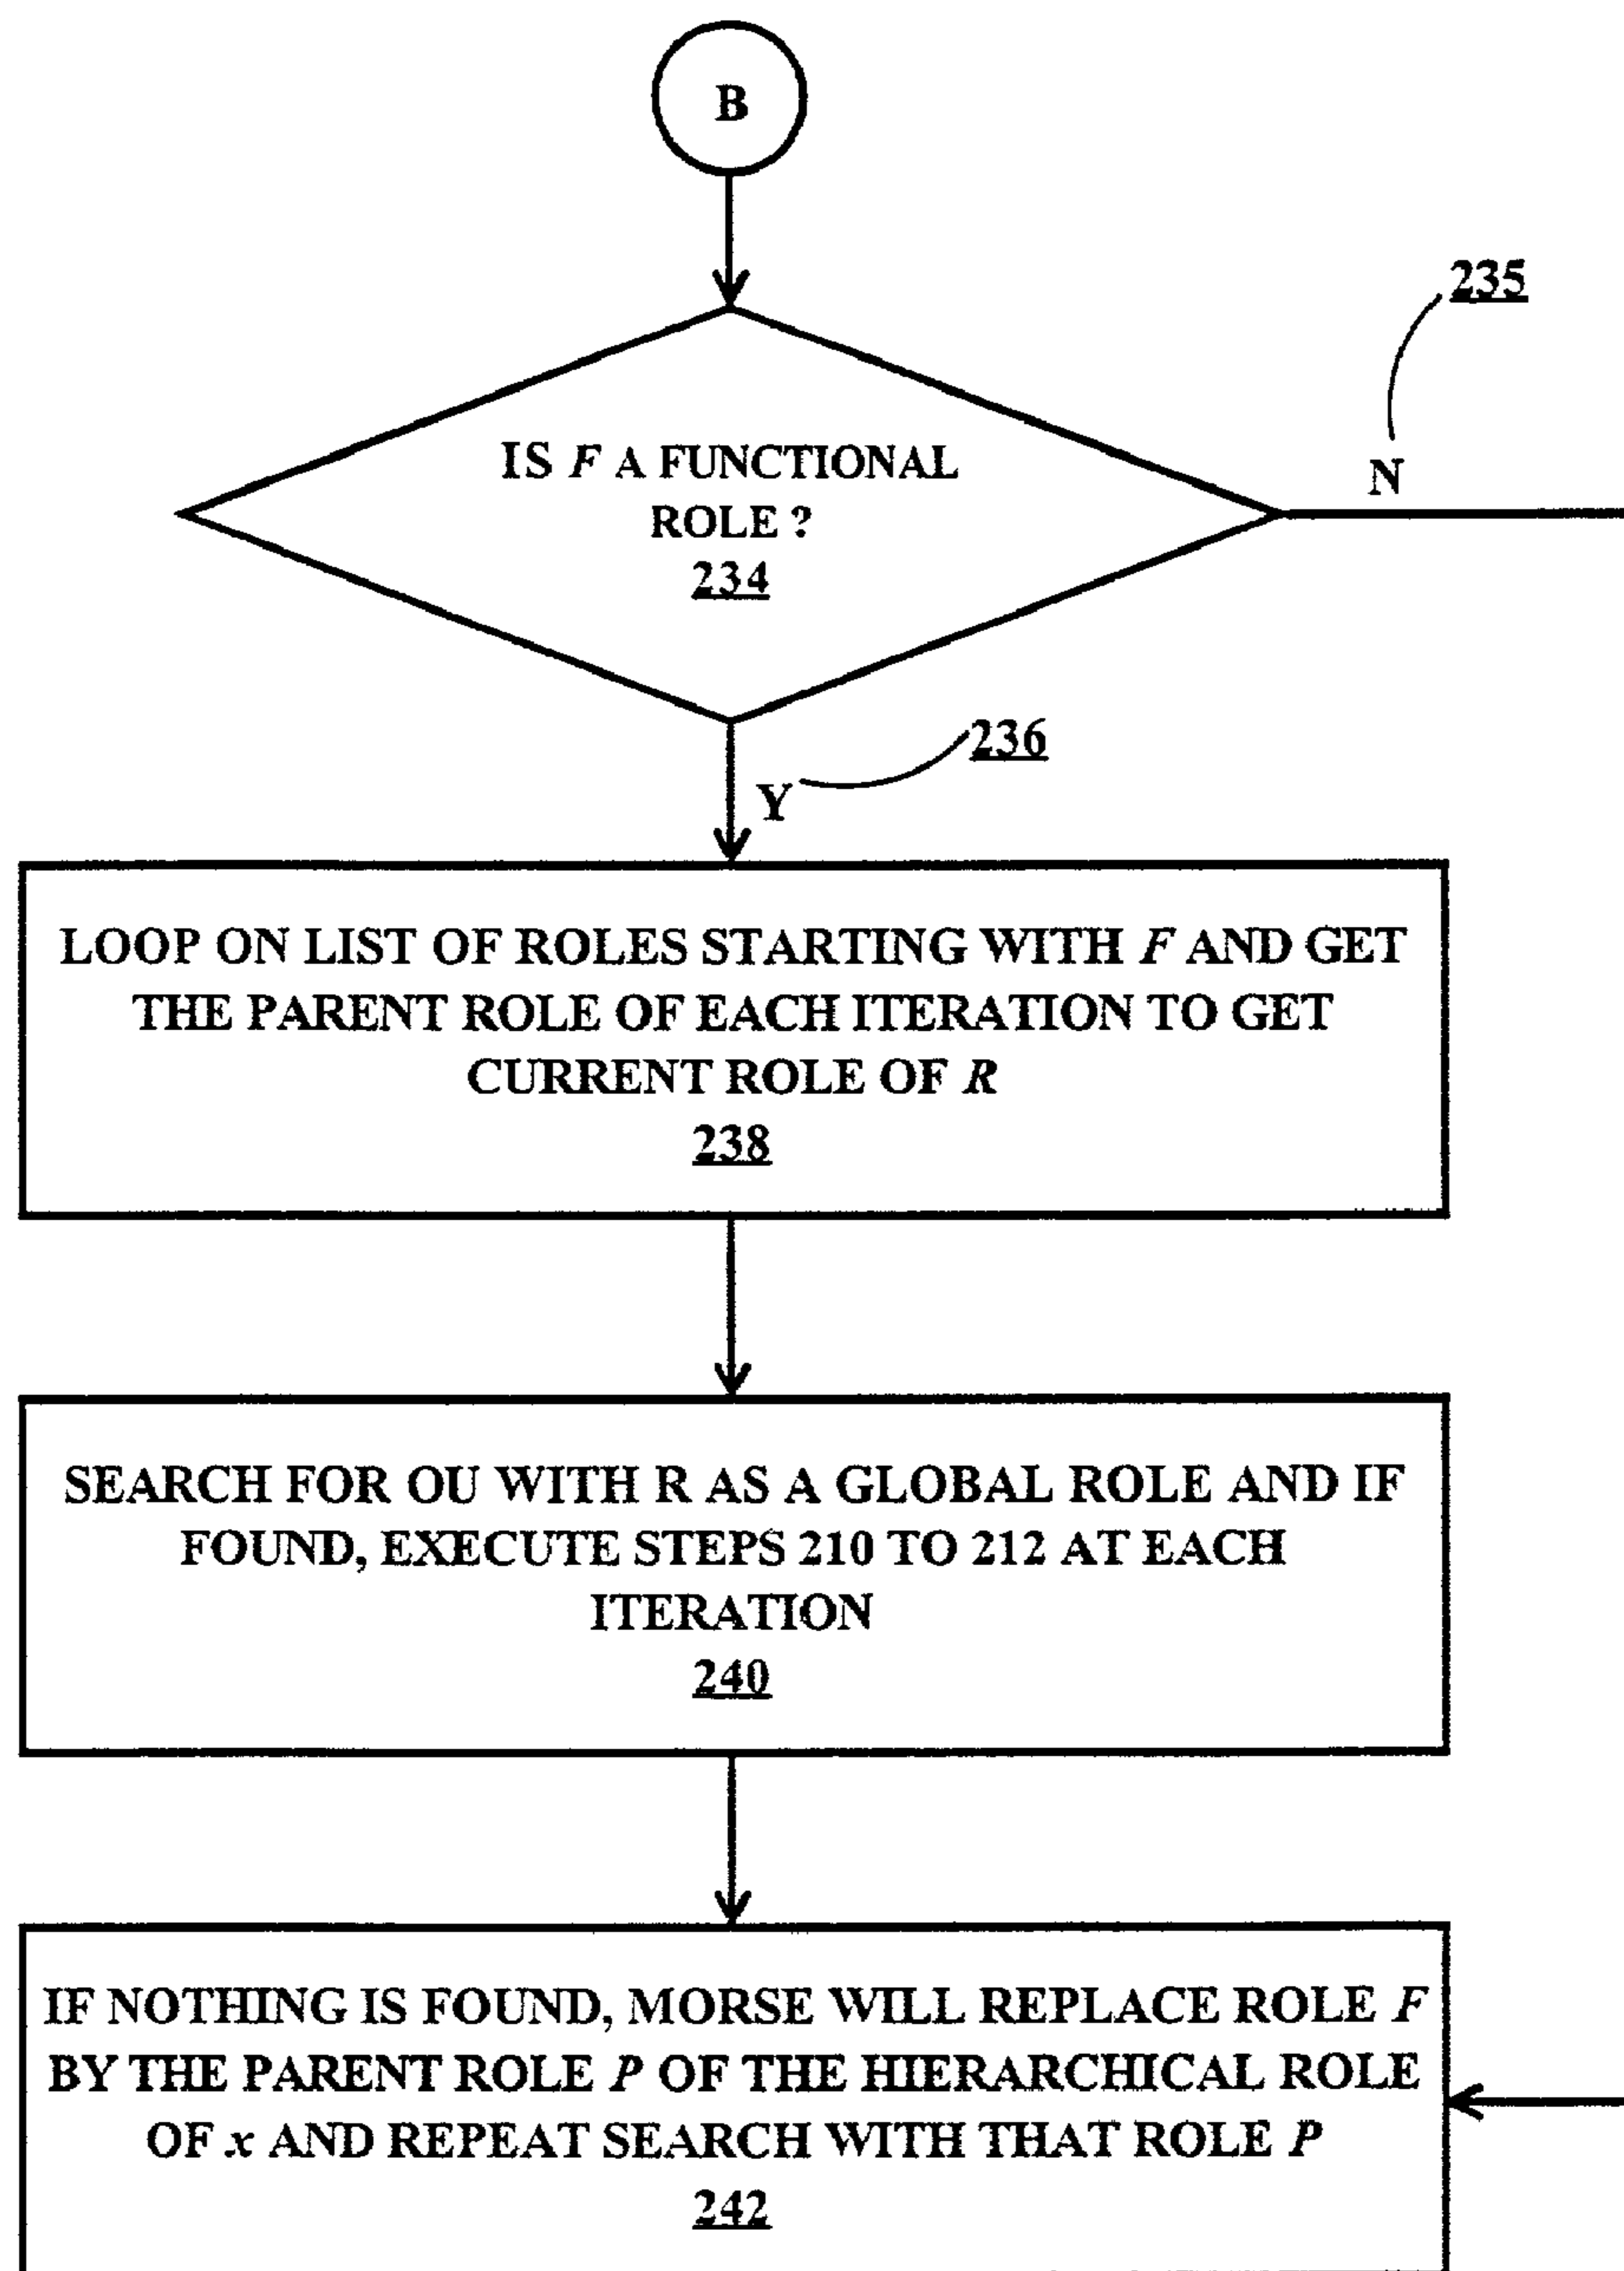 B
235
IS F A FUNCTIONAL
ROLE ?
234
N
236
Y
LOOP ON LIST OF ROLES STARTING WITH F AND GET
THE PARENT ROLE OF EACH ITERATION TO GET
CURRENT ROLE OF R
238
SEARCH FOR OU WITH R AS A GLOBAL ROLE AND IF
FOUND, EXECUTE STEPS 210 TO 212 AT EACH
ITERATION
240
IF NOTHING IS FOUND, MORSE WILL REPLACE ROLE F
BY THE PARENT ROLE P OF THE HIERARCHICAL ROLE
OF x AND REPEAT SEARCH WITH THAT ROLE P
242